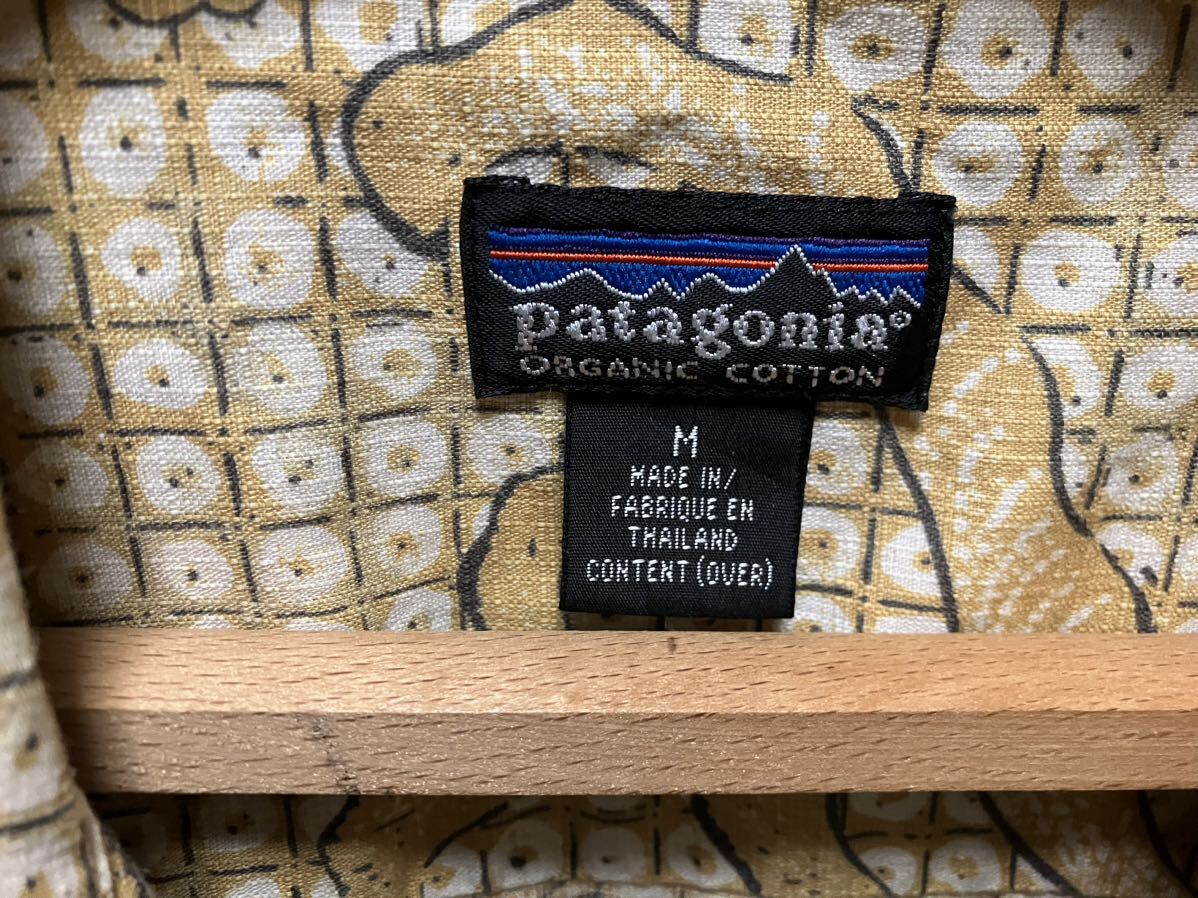 patagonia®
ORGANIC COTTON
M
MADE IN/
FABRIQUE EN
THAILAND
CONTENT (OVER)